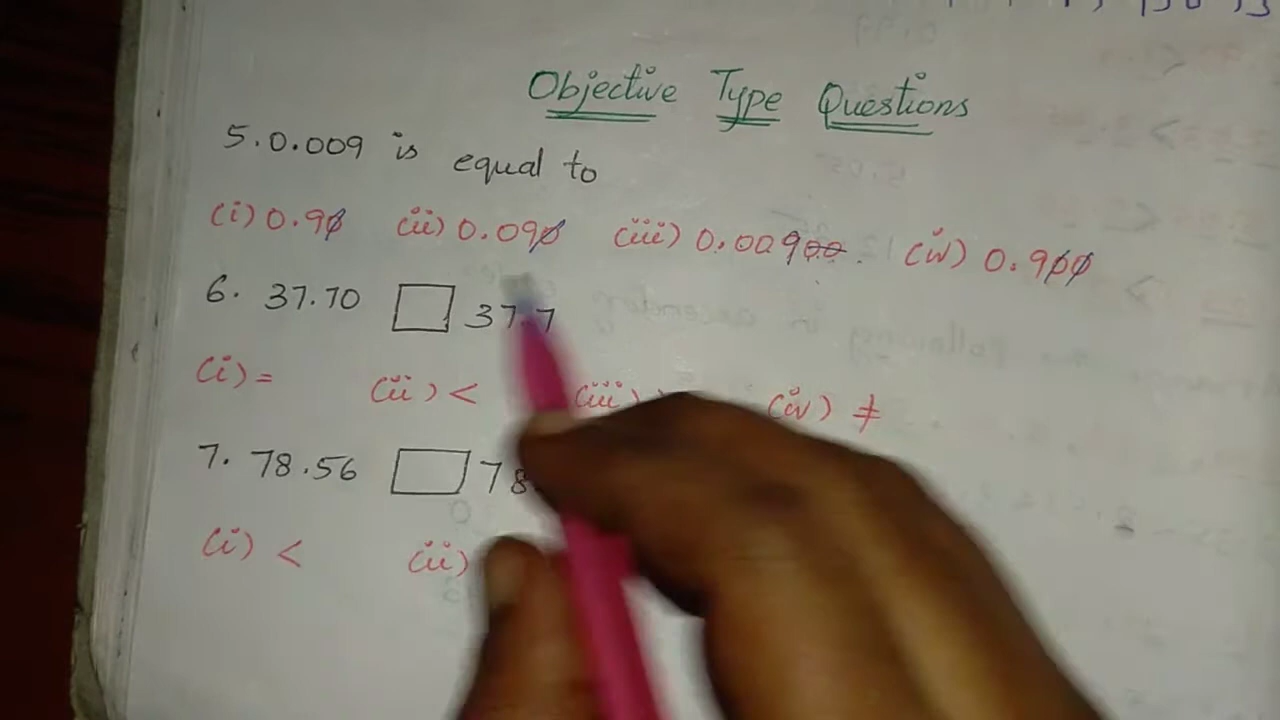 Objective Type Questions
5. 0.009 is equal to
(i) 0.90 (ii) 0.090 (iii) 0.00900 (iv) 0.900
6. 37.70 □ 37.7
(i) = (ii) < (iii) (iv) ≠
7. 78.56 □ 78
(i) < (ii)